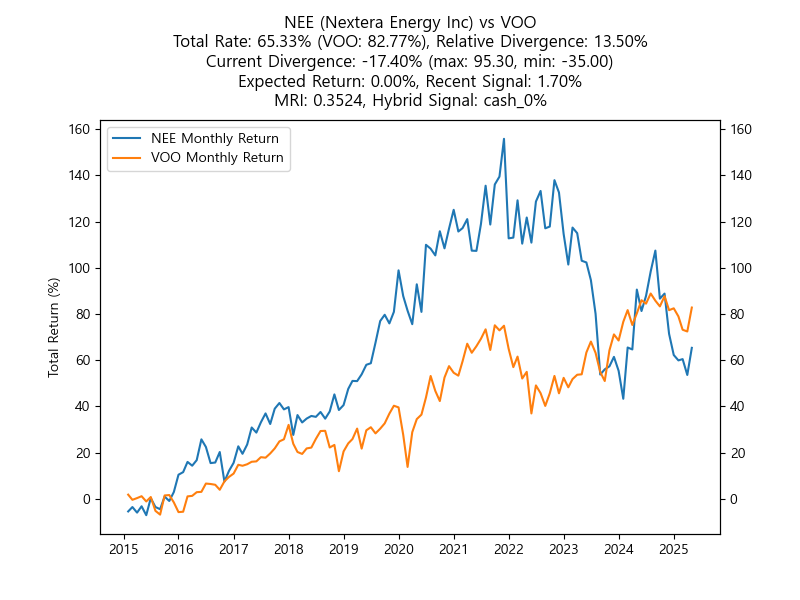 NEE (Nextera Energy Inc) vs VOO
Total Rate: 65.33% (VOO: 82.77%), Relative Divergence: 13.50%
Current Divergence: -17.40% (max: 95.30, min: -35.00)
Expected Return: 0.00%, Recent Signal: 1.70%
MRI: 0.3524, Hybrid Signal: cash_0%
NEE Monthly Return
VOO Monthly Return
Total Return (%)
160
140
120
100
80
60
40
20
0
160
140
120
100
80
60
40
20
0
2015 2016 2017 2018 2019 2020 2021 2022 2023 2024 2025